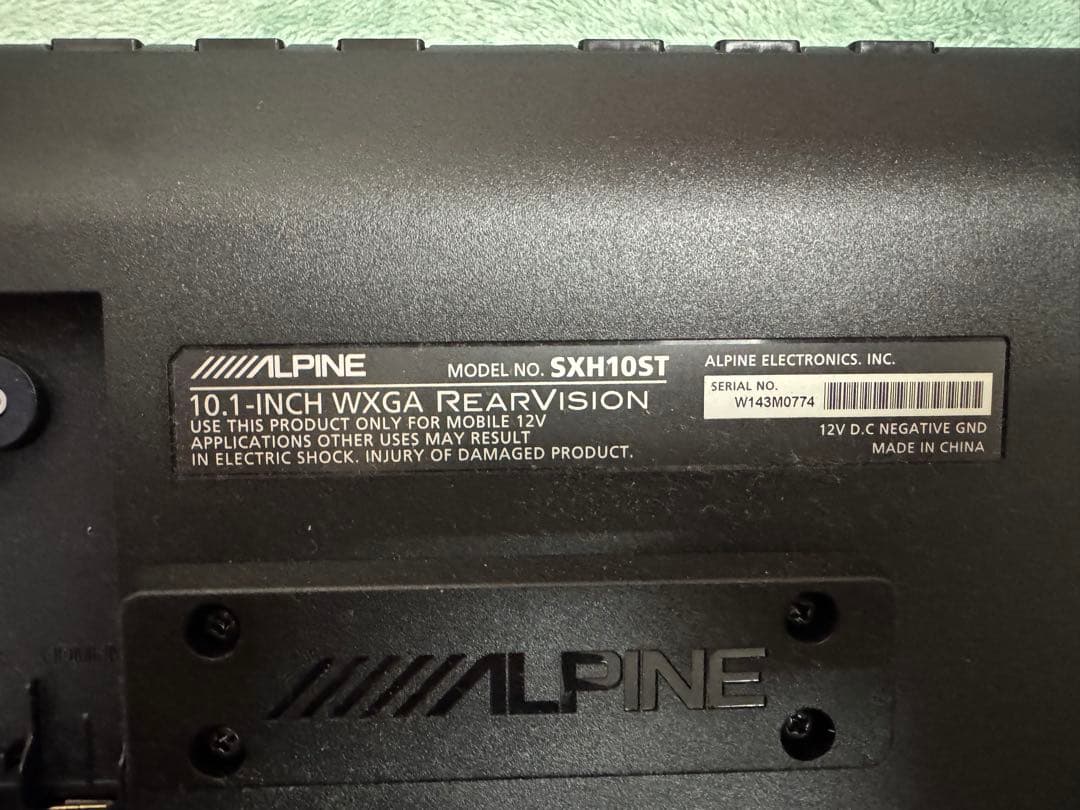 ALPINE
MODEL NO. SXH10ST
10.1-INCH WXGA REARVISION
USE THIS PRODUCT ONLY FOR MOBILE 12V
APPLICATIONS OTHER USES MAY RESULT
IN ELECTRIC SHOCK. INJURY OF DAMAGED PRODUCT.
ALPINE ELECTRONICS. INC.
SERIAL NO.
W143M0774
12V D.C NEGATIVE GND
MADE IN CHINA
ALPINE